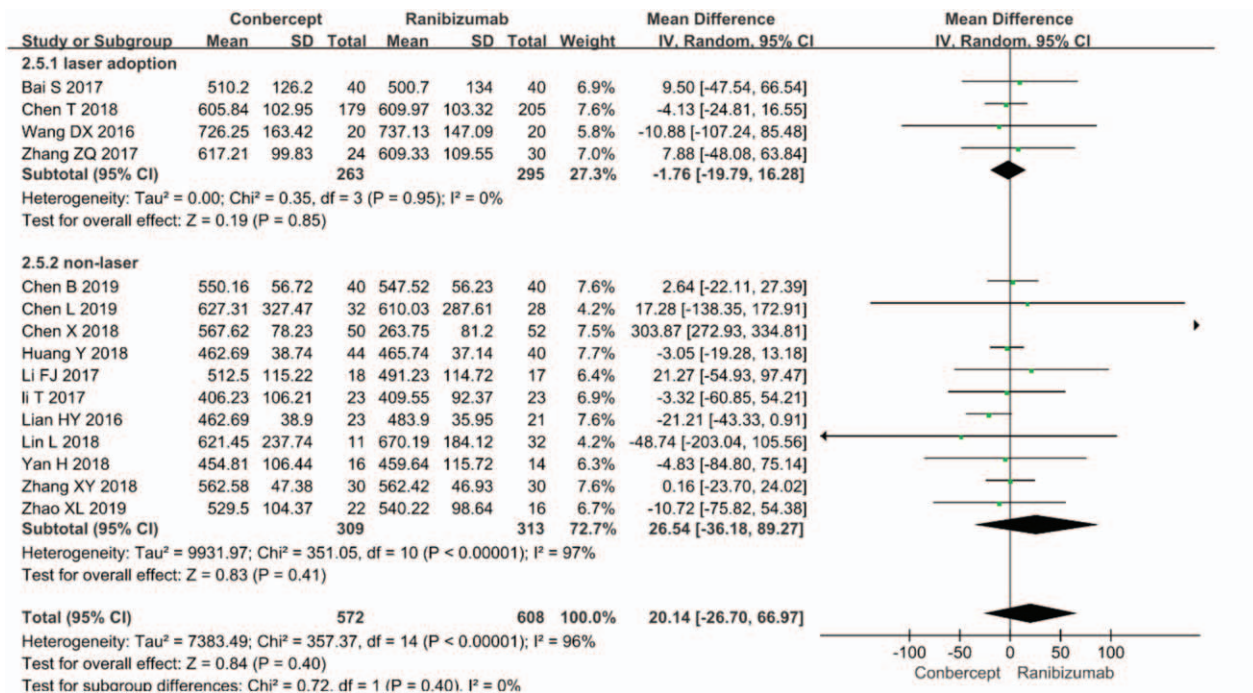 Conbercept Ranibizumab Mean Difference Mean Difference
Study or Subgroup Mean SD Total Mean SD Total Weight IV, Random, 95% CI IV, Random, 95% CI
2.5.1 laser adoption
Bai S 2017 510.2 126.2 40 500.7 134 40 6.9% 9.50 [-47.54, 66.54]
Chen T 2018 605.84 102.95 179 609.97 103.32 205 7.6% -4.13 [-24.81, 16.55]
Wang DX 2016 726.25 163.42 20 737.13 147.09 20 5.8% -10.88 [-107.24, 85.48]
Zhang ZQ 2017 617.21 99.83 24 609.33 109.55 30 7.0% 7.88 [-48.08, 63.84]
Subtotal (95% CI) 263 295 27.3% -1.76 [-19.79, 16.28]
Heterogeneity: Tau² = 0.00; Chi² = 0.35, df = 3 (P = 0.95); I² = 0%
Test for overall effect: Z = 0.19 (P = 0.85)
2.5.2 non-laser
Chen B 2019 550.16 56.72 40 547.52 56.23 40 7.6% 2.64 [-22.11, 27.39]
Chen L 2019 627.31 327.47 32 610.03 287.61 28 4.2% 17.28 [-138.35, 172.91]
Chen X 2018 567.62 78.23 50 263.75 81.2 52 7.5% 303.87 [272.93, 334.81]
Huang Y 2018 462.69 38.74 44 465.74 37.14 40 7.7% -3.05 [-19.28, 13.18]
Li FJ 2017 512.5 115.22 18 491.23 114.72 17 6.4% 21.27 [-54.93, 97.47]
li T 2017 406.23 106.21 23 409.55 92.37 23 6.9% -3.32 [-60.85, 54.21]
Lian HY 2016 462.69 38.9 23 483.9 35.95 21 7.6% -21.21 [-43.33, 0.91]
Lin L 2018 621.45 237.74 11 670.19 184.12 32 4.2% -48.74 [-203.04, 105.56]
Yan H 2018 454.81 106.44 16 459.64 115.72 14 6.3% -4.83 [-84.80, 75.14]
Zhang XY 2018 562.58 47.38 30 562.42 46.93 30 7.6% 0.16 [-23.70, 24.02]
Zhao XL 2019 529.5 104.37 22 540.22 98.64 16 6.7% -10.72 [-75.82, 54.38]
Subtotal (95% CI) 309 313 72.7% 26.54 [-36.18, 89.27]
Heterogeneity: Tau² = 9931.97; Chi² = 351.05, df = 10 (P < 0.00001); I² = 97%
Test for overall effect: Z = 0.83 (P = 0.41)
Total (95% CI) 572 608 100.0% 20.14 [-26.70, 66.97]
Heterogeneity: Tau² = 7383.49; Chi² = 357.37, df = 14 (P < 0.00001); I² = 96%
Test for overall effect: Z = 0.84 (P = 0.40)
Test for subgroup differences: Chi² = 0.72, df = 1 (P = 0.40), I² = 0%
-100 -50 0 50 100
Conbercept Ranibizumab